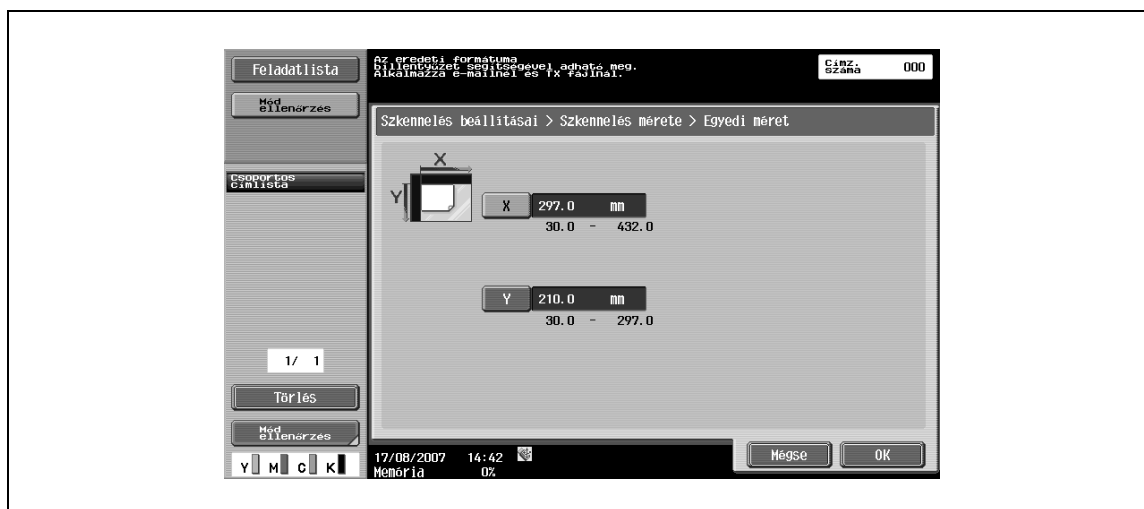 Feladatlista
Mód
ellenőrzés
Csoportos
címlista
1/ 1
Törlés
Mód
ellenőrzés
Y M C K
Az eredeti formátuma
billentyűzet segítségével adható meg.
Alkalmazza e-mailnél és TX fájlnál.
Címz.
száma 000
Szkennelés beállításai > Szkennelés mérete > Egyedi méret
X
Y
X 297.0 mm
30.0 - 432.0
Y 210.0 mm
30.0 - 297.0
17/08/2007 14:42
Memória 0%
Mégse
OK